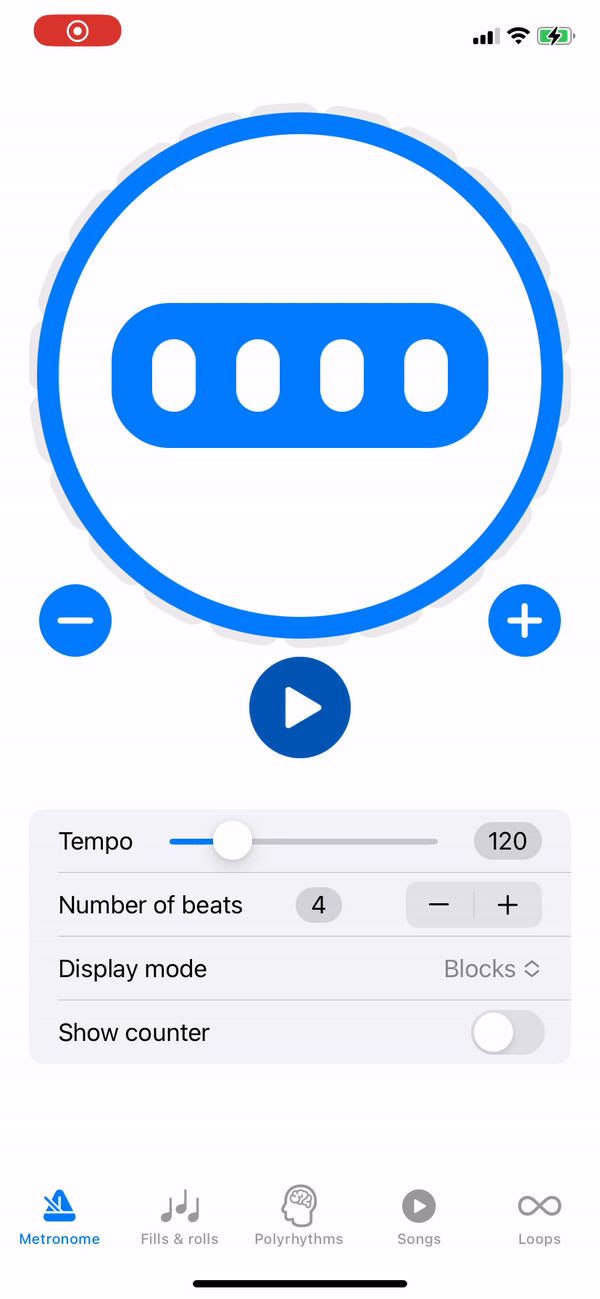 Tempo 120
Number of beats 4
Display mode Blocks
Show counter
Metronome Fills & rolls Polyrhythms Songs Loops